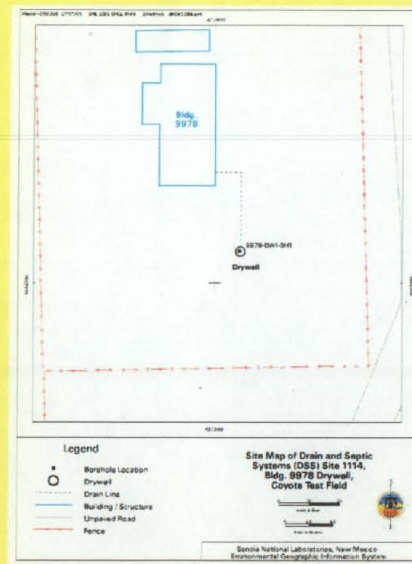 Bldg.
9978
9978-DW1-BH1
Drywell
Legend
Borehole Location
Drywell
Drain Line
Building / Structure
Unpaved Road
Fence
Site Map of Drain and Septic
Systems (DSS) Site 1114,
Bldg. 9978 Drywell,
Coyote Test Field
Sandia National Laboratories, New Mexico
Environmental Geographic Information System